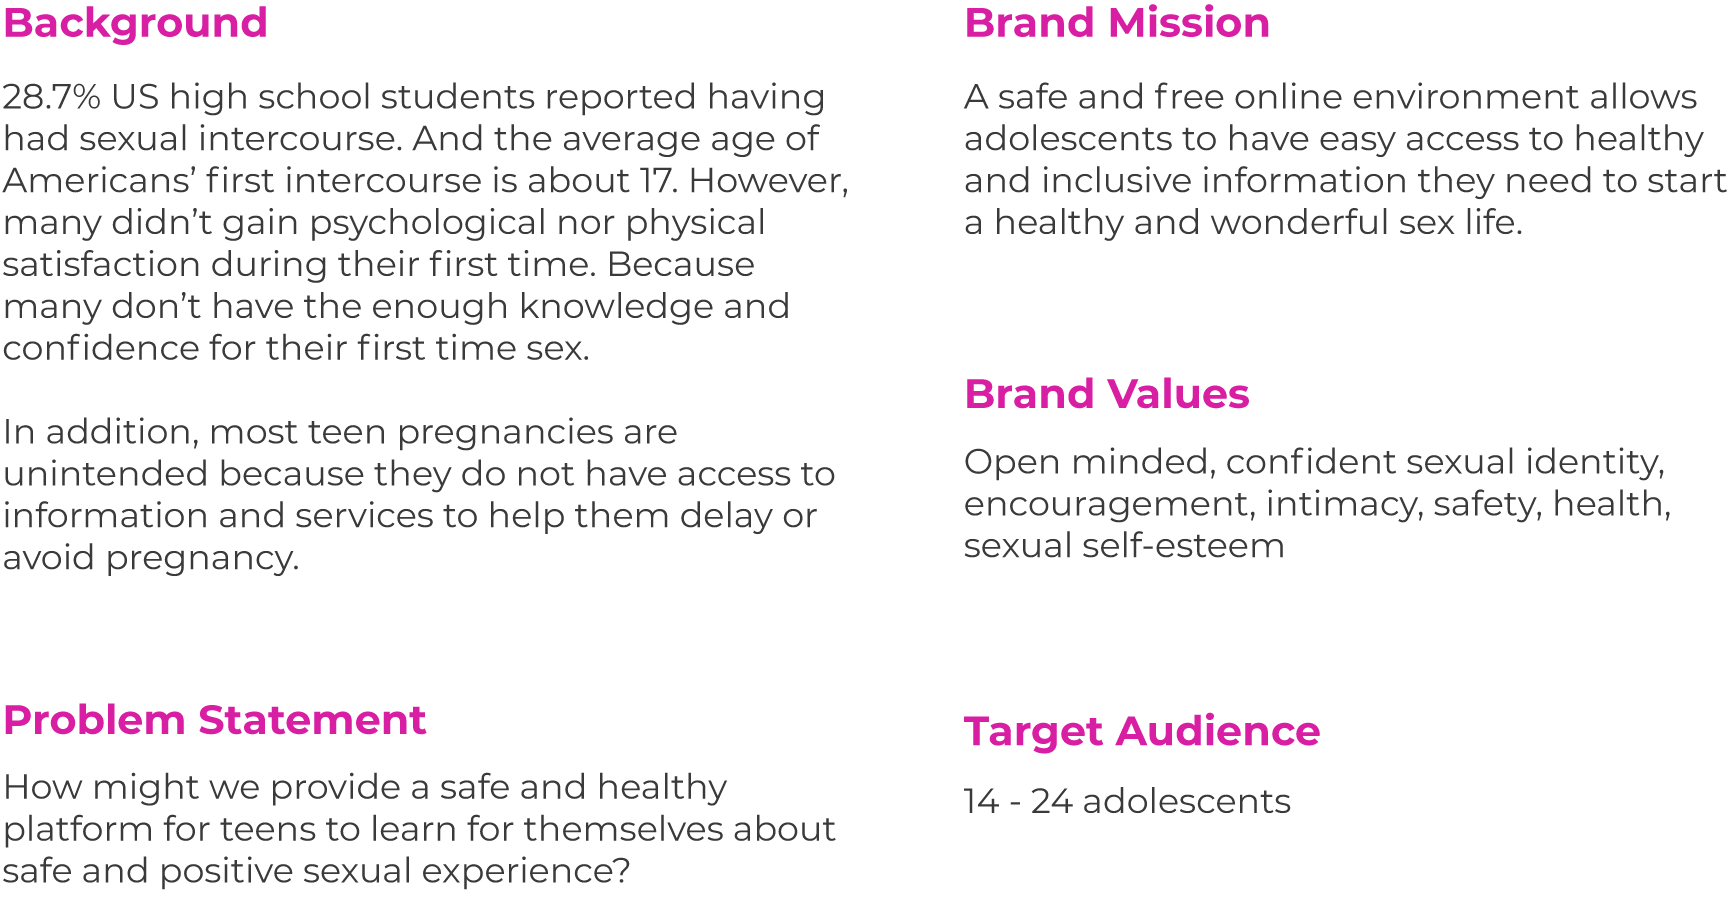 Background
28.7% US high school students reported having
had sexual intercourse. And the average age of
Americans’ first intercourse is about 17. However,
many didn’t gain psychological nor physical
satisfaction during their first time. Because
many don’t have the enough knowledge and
confidence for their first time sex.
In addition, most teen pregnancies are
unintended because they do not have access to
information and services to help them delay or
avoid pregnancy.
Problem Statement
How might we provide a safe and healthy
platform for teens to learn for themselves about
safe and positive sexual experience?
Brand Mission
A safe and free online environment allows
adolescents to have easy access to healthy
and inclusive information they need to start
a healthy and wonderful sex life.
Brand Values
Open minded, confident sexual identity,
encouragement, intimacy, safety, health,
sexual self-esteem
Target Audience
14 - 24 adolescents